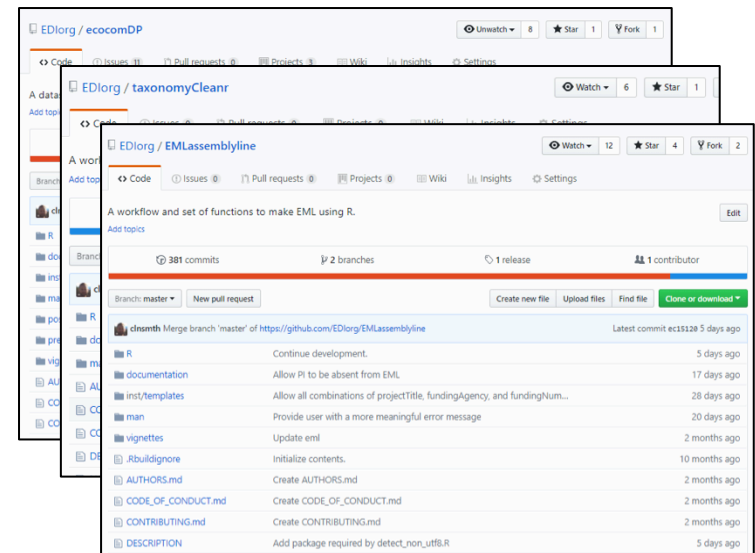 EDIorg / ecocomDP
Unwatch 8 Star 1 Fork 1
Code Issues 11 Pull requests 0 Projects 3 Wiki Insights Settings
A
Add
Branch
R
EDIorg / taxonomyCleanr
Watch 6 Star 1
A
Add top
Branch
R
EDIorg / EMLassemblyline
Watch 12 Star 4 Fork 2
Code Issues 0 Pull requests 0 Projects 0 Wiki Insights Settings
A workflow and set of functions to make EML using R.
Edit
Add topics
381 commits 2 branches 1 release 1 contributor
Branch: master New pull request Create new file Upload files Find file Clone or download
clnsmth Merge branch 'master' of https://github.com/EDIorg/EMLassemblyline Latest commit ec15120 5 days ago
R Continue development. 5 days ago
documentation Allow PI to be absent from EML 17 days ago
inst/templates Allow all combinations of projectTitle, fundingAgency, and fundingNum... 28 days ago
man Provide user with a more meaningful error message 20 days ago
vignettes Update eml 2 months ago
.Rbuildignore Initialize contents. 10 months ago
AUTHORS.md Create AUTHORS.md 2 months ago
CODE_OF_CONDUCT.md Create CODE_OF_CONDUCT.md 2 months ago
CONTRIBUTING.md Create CONTRIBUTING.md 2 months ago
DESCRIPTION Add package required by detect_non_utf8.R 5 days ago